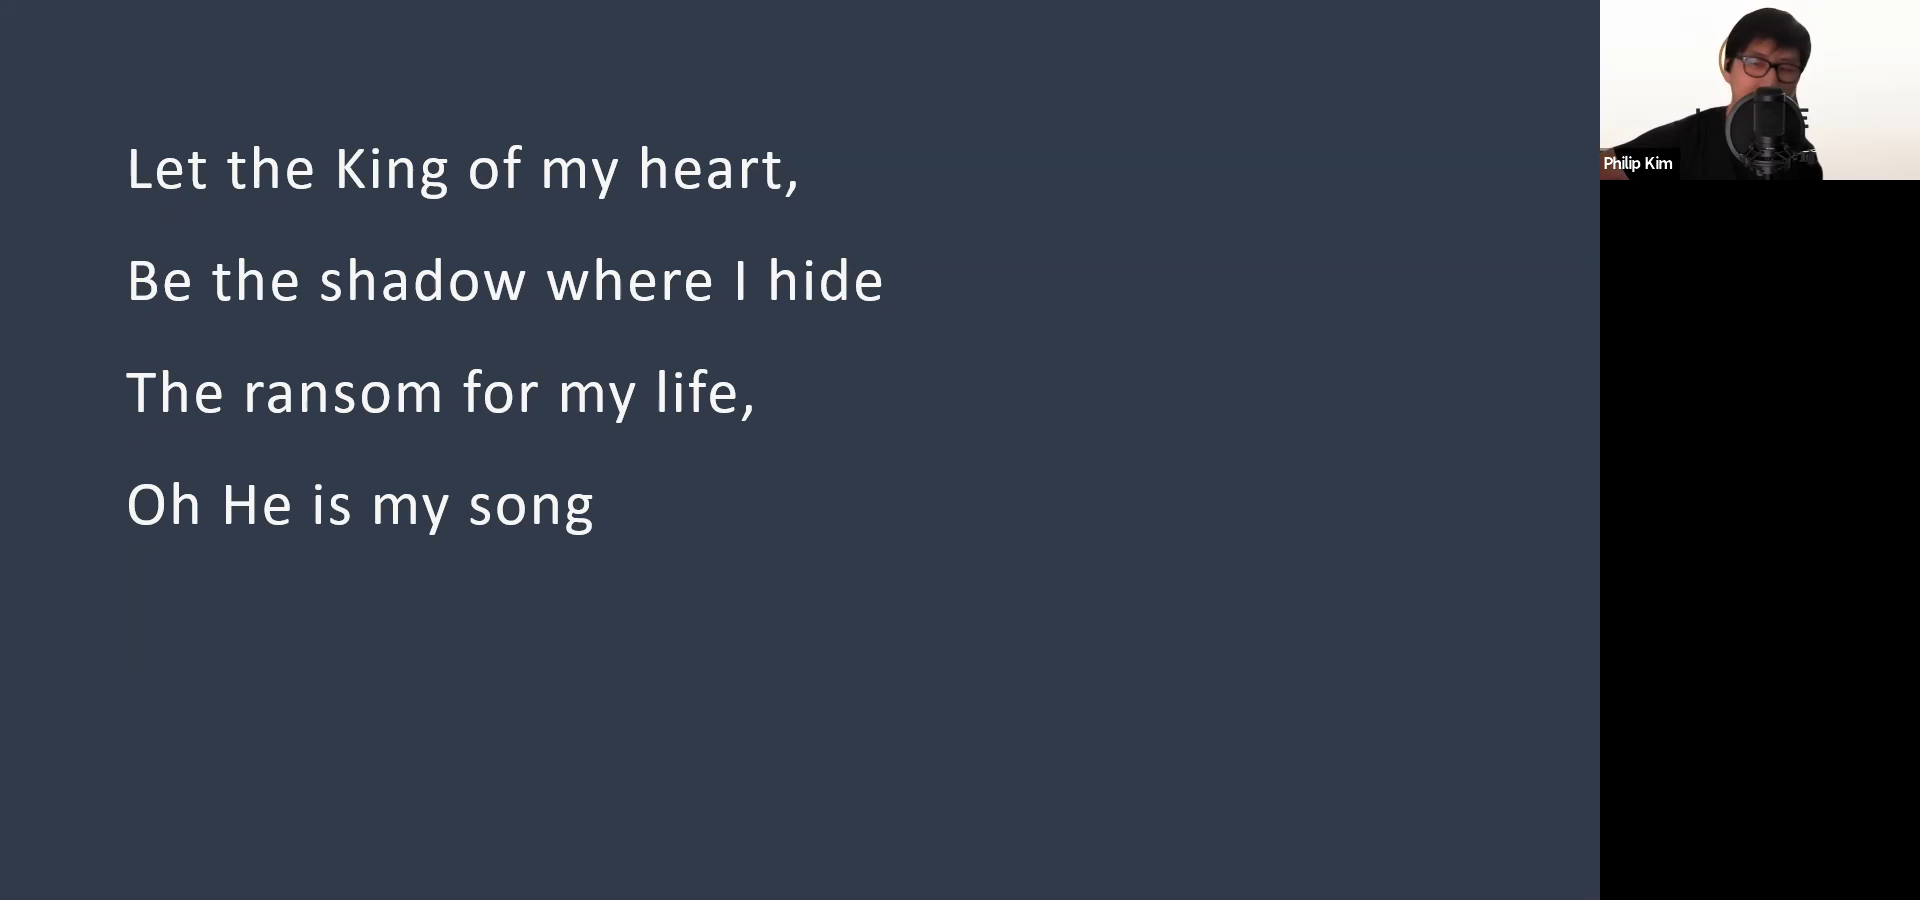 Let the King of my heart,
Be the shadow where I hide
The ransom for my life,
Oh He is my song
Philip Kim